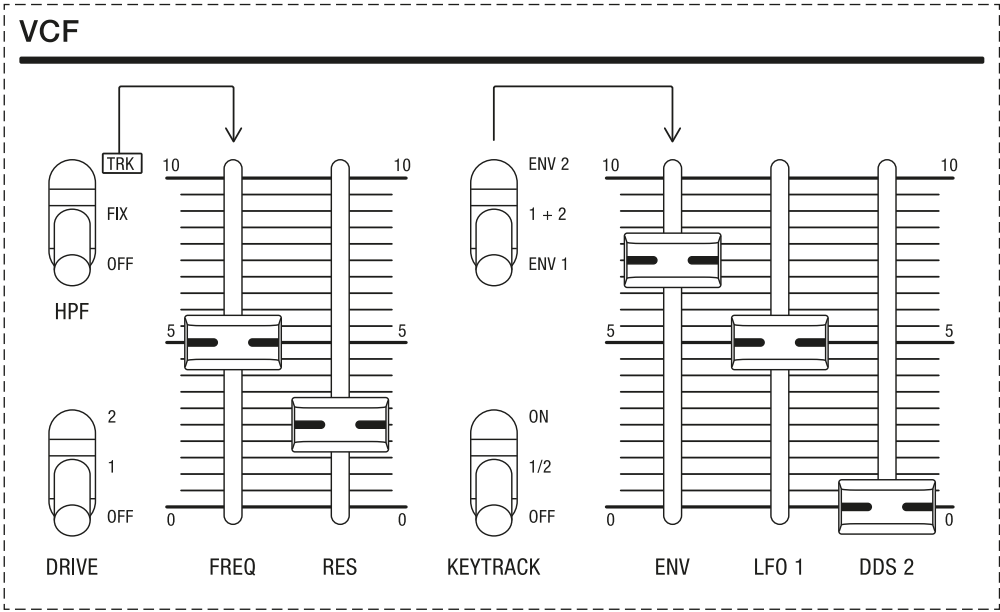 VCF
TRK
10
10
ENV 2
10
10
FIX
1 + 2
OFF
ENV 1
HPF
5
5
5
5
2
ON
1
1/2
OFF
0
0
OFF
0
0
DRIVE
FREQ
RES
KEYTRACK
ENV
LFO 1
DDS 2